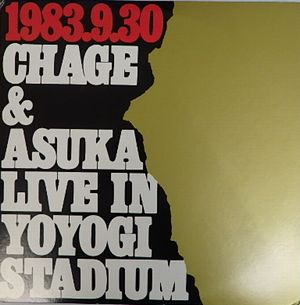 1983.9.30
CHAGE
&
ASUKA
LIVE IN
YOYOGI
STADIUM